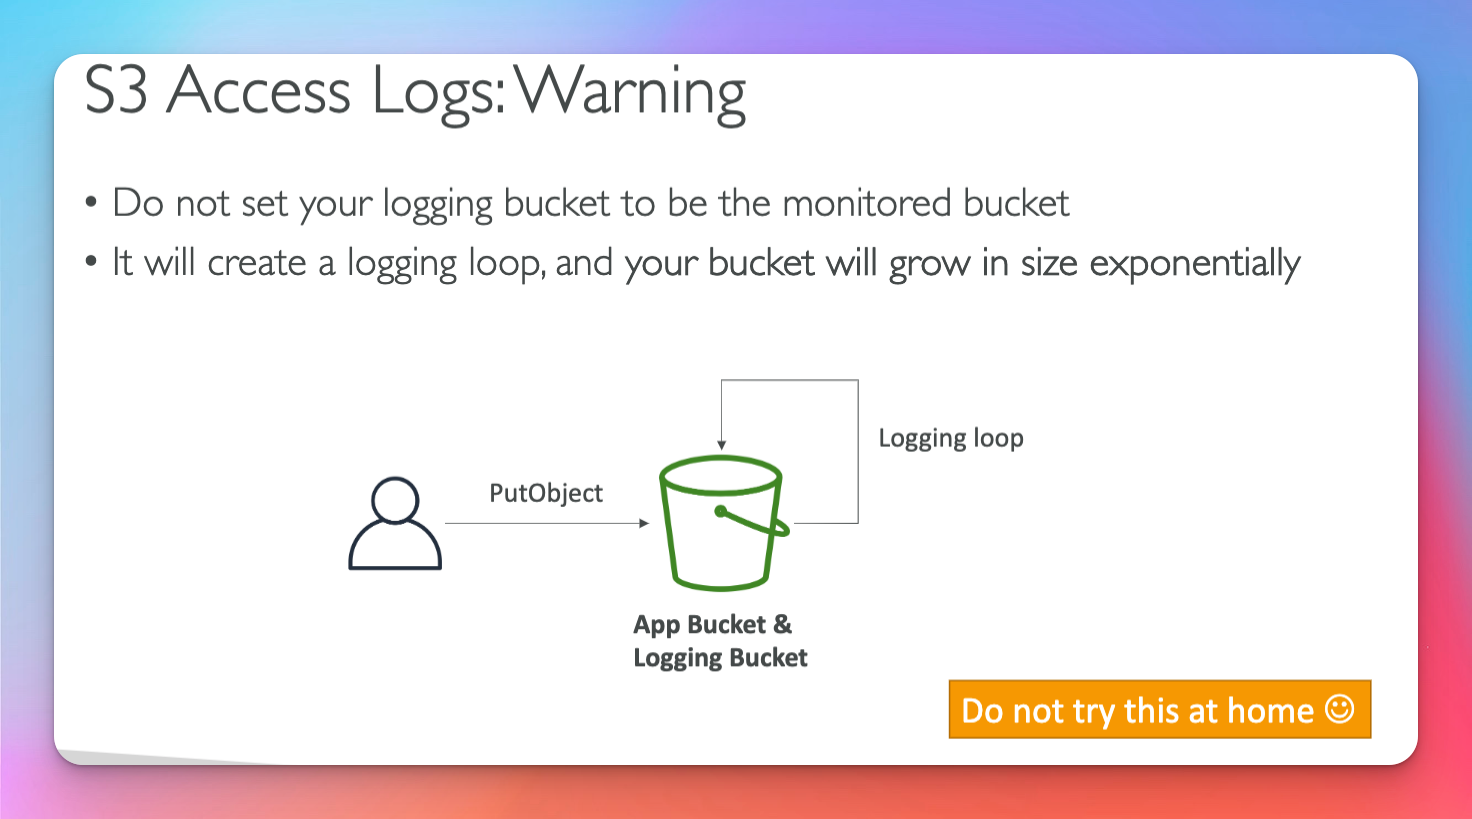 S3 Access Logs: Warning
• Do not set your logging bucket to be the monitored bucket
• It will create a logging loop, and your bucket will grow in size exponentially
Logging loop
PutObject
App Bucket &
Logging Bucket
Do not try this at home ☺